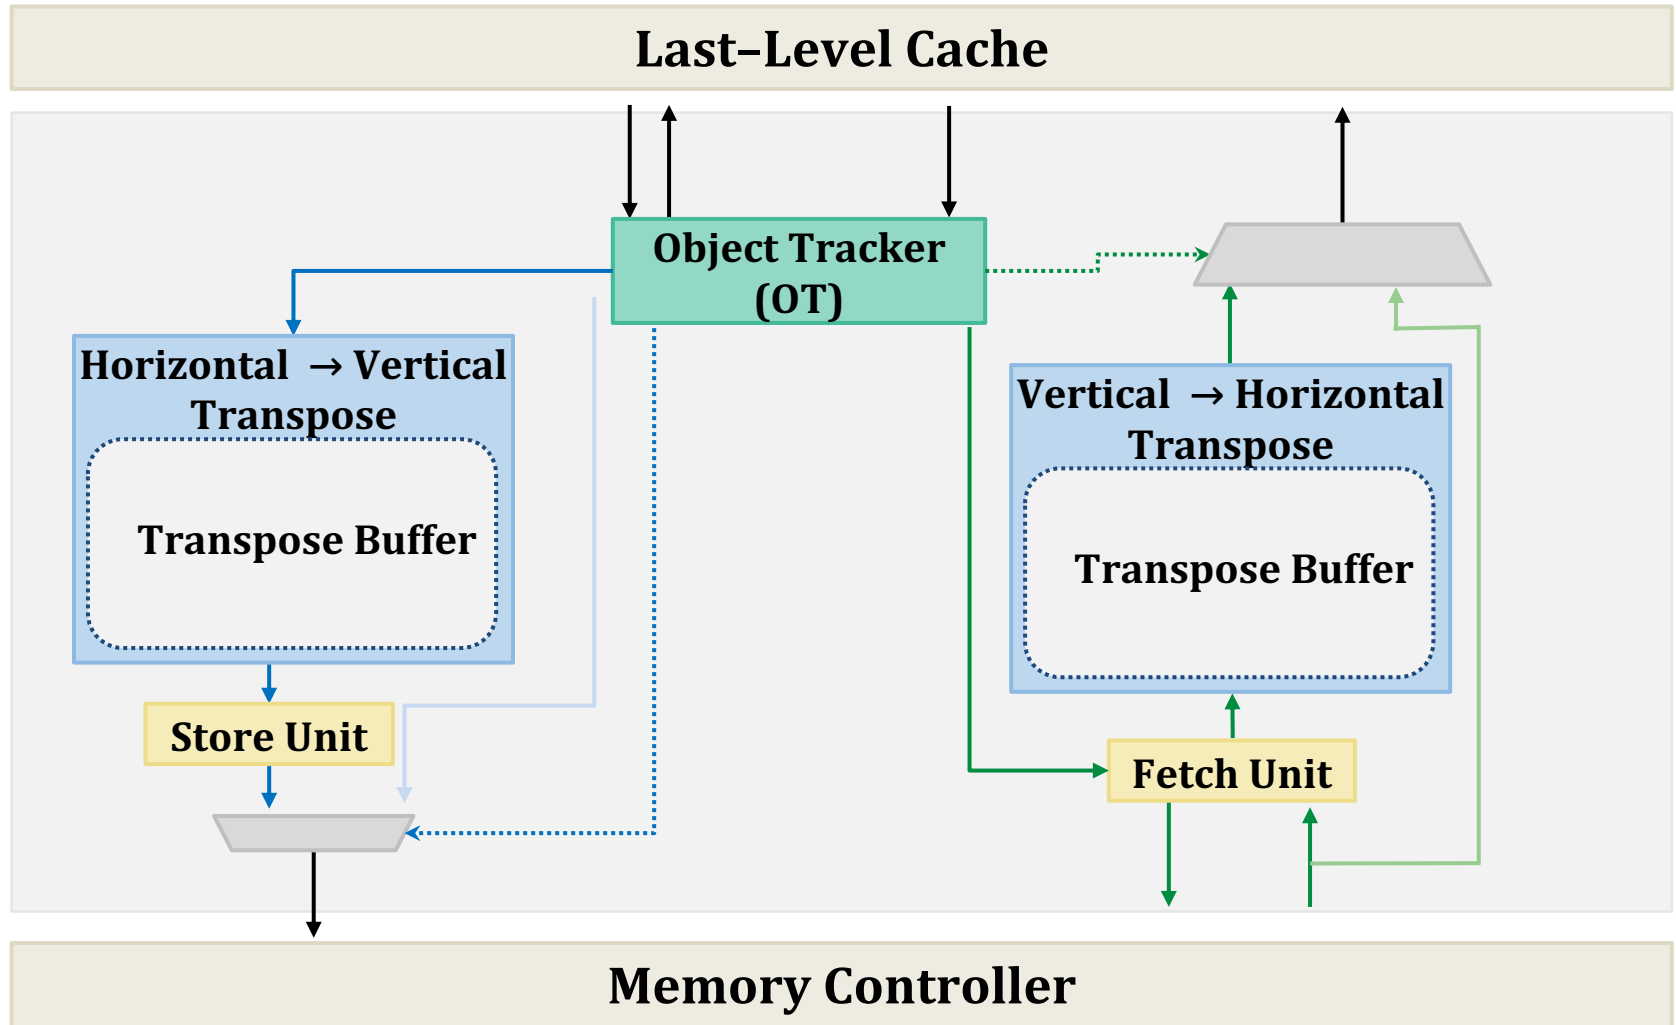 Last–Level Cache
Object Tracker
(OT)
Horizontal → Vertical
Transpose
Transpose Buffer
Store Unit
Vertical → Horizontal
Transpose
Transpose Buffer
Fetch Unit
Memory Controller